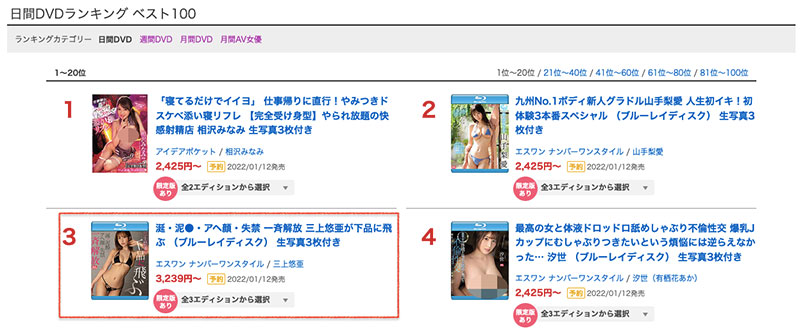 日間DVDランキング ベスト100
ランキングカテゴリー 日間DVD 週間DVD 月間DVD 月間AV女優
1〜20位
1位〜20位 / 21位〜40位 / 41位〜60位 / 61位〜80位 / 81位〜100位
1
「寝てるだけでイイヨ」 仕事帰りに直行!やみつきド
スケベ添い寝リフレ 【完全受け身型】やられ放題の快
感射精店 相沢みなみ 生写真3枚付き
アイデアポケット / 相沢みなみ
2,425円〜 予約 2022/01/12発売
限定版
あり
全2エディションから選択
2
九州No.1ボディ新人グラドル山手梨愛 人生初イキ!初
体験3本番スペシャル （ブルーレイディスク） 生写真3
枚付き
エスワン ナンバーワンスタイル / 山手梨愛
2,425円〜 予約 2022/01/12発売
限定版
あり
全3エディションから選択
3
涎・泥●・アヘ顔・失禁 一斉解放 三上悠亜が下品に飛
ぶ （ブルーレイディスク） 生写真3枚付き
エスワン ナンバーワンスタイル / 三上悠亜
3,239円〜 予約 2022/01/12発売
限定版
あり
全3エディションから選択
4
最高の女と体液ドロッドロ舐めしゃぶり不倫性交 爆乳J
カップにむしゃぶりつきたいという煩悩には逆らえなか
った… 汐世 （ブルーレイディスク） 生写真3枚付き
エスワン ナンバーワンスタイル / 汐世（有栖花あか）
2,425円〜 予約 2022/01/12発売
限定版
あり
全3エディションから選択